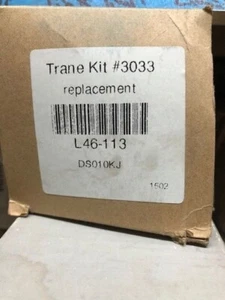 Trane Kit #3033
replacement
L46-113
DS010KJ
1502